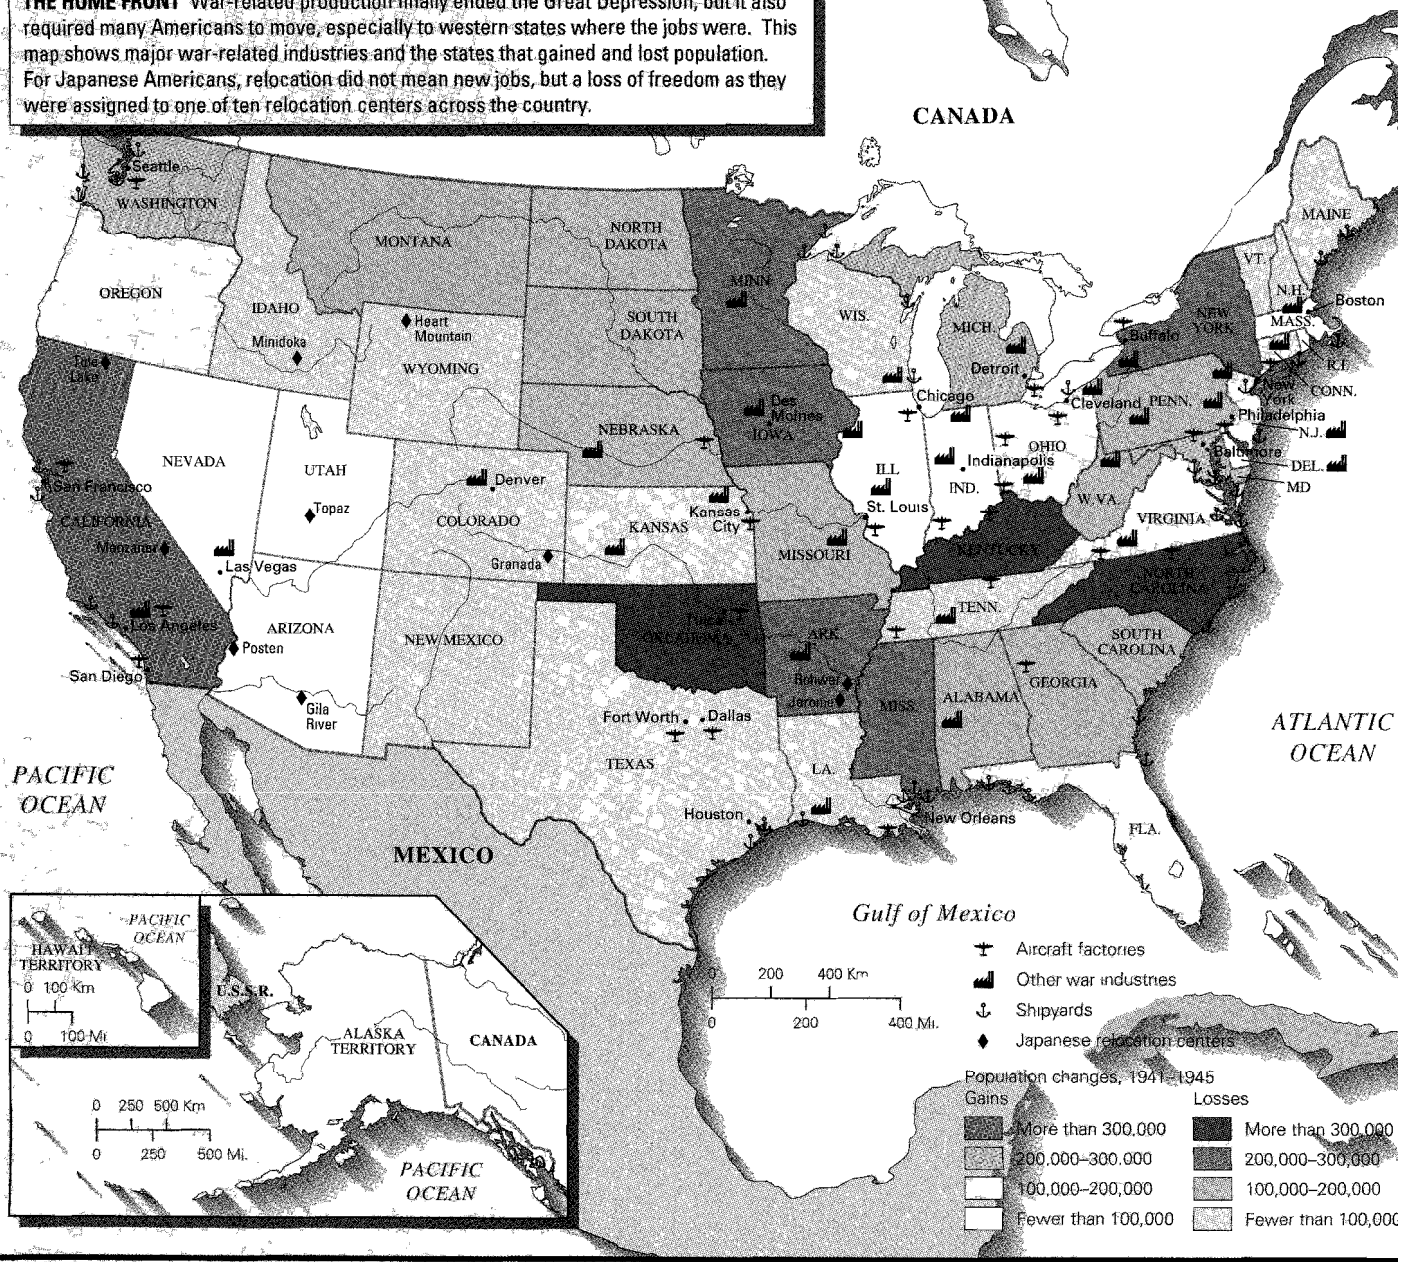 THE HOME FRONT War-related production finally ended the Great Depression, but it also
required many Americans to move, especially to western states where the jobs were. This
map shows major war-related industries and the states that gained and lost population.
For Japanese Americans, relocation did not mean new jobs, but a loss of freedom as they
were assigned to one of ten relocation centers across the country.
CANADA
Seattle
WASHINGTON
MONTANA
NORTH
DAKOTA
MINN
MAINE
VT.
N.H.
OREGON
IDAHO
Minidoka
Heart
Mountain
WYOMING
SOUTH
DAKOTA
WIS.
MICH.
Detroit
Buffalo
NEW
YORK
Boston
MASS.
R.I.
CONN.
Tule
Lake
NEVADA
UTAH
Topaz
NEBRASKA
Des
Moines
IOWA
Chicago
Cleveland
PENN.
New
York
Philadelphia
N.J.
Baltimore
DEL.
MD
San Francisco
CALIFORNIA
Manzanar
Las Vegas
Denver
COLORADO
Granada
KANSAS
Kansas
City
MISSOURI
ILL
St. Louis
IND.
Indianapolis
OHIO
W.VA.
VIRGINIA
KENTUCKY
NORTH
CAROLINA
Los Angeles
San Diego
ARIZONA
Posten
Gila
River
NEW MEXICO
Tulsa
OKLAHOMA
ARK.
Rohwer
Jerome
TENN.
SOUTH
CAROLINA
MISS.
ALABAMA
GEORGIA
Fort Worth
Dallas
TEXAS
LA.
Houston
New Orleans
FLA.
ATLANTIC
OCEAN
PACIFIC
OCEAN
MEXICO
Gulf of Mexico
PACIFIC
OCEAN
HAWAII
TERRITORY
0 100 Km
0 100 Mi
U.S.S.R.
ALASKA
TERRITORY
CANADA
0 250 500 Km
0 250 500 Mi.
PACIFIC
OCEAN
0 200 400 Km
0 200 400 Mi.
Aircraft factories
Other war industries
Shipyards
Japanese relocation centers
Population changes, 1941–1945
Gains Losses
More than 300,000 More than 300,000
200,000–300,000 200,000–300,000
100,000–200,000 100,000–200,000
Fewer than 100,000 Fewer than 100,000